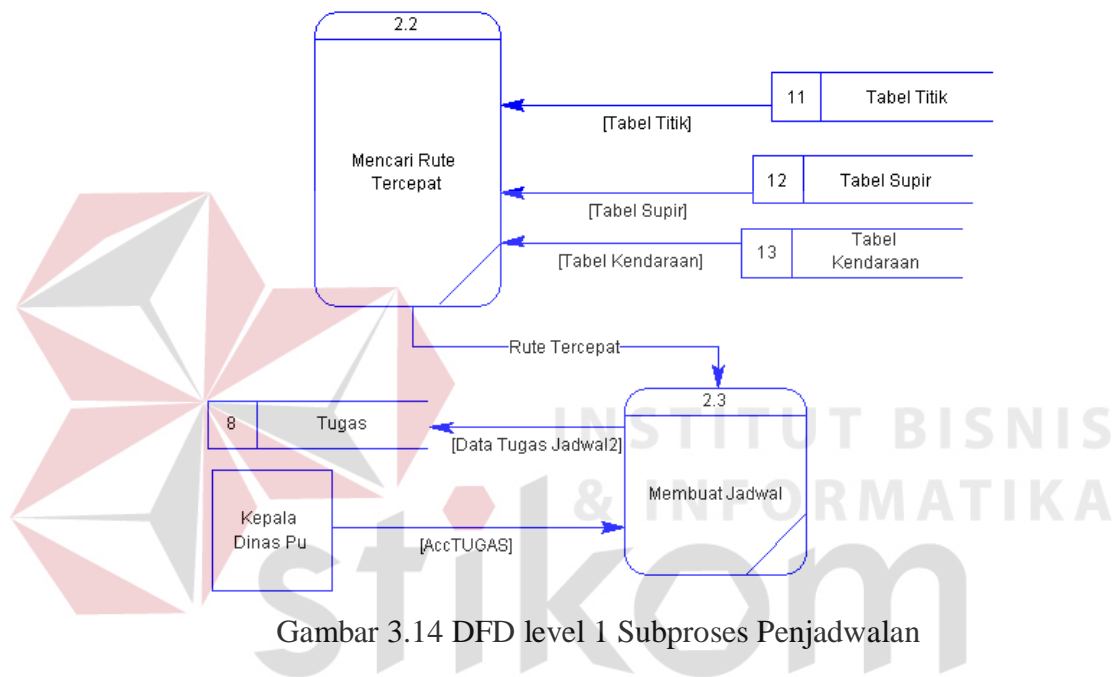 2.2
Mencari Rute
Tercepat
11
Tabel Titik
[Tabel Titik]
12
Tabel Supir
[Tabel Supir]
13
Tabel
Kendaraan
[Tabel Kendaraan]
Rute Tercepat
2.3
Membuat Jadwal
8
Tugas
[Data Tugas Jadwal2]
Kepala
Dinas Pu
[AccTUGAS]
INSTITUT BISNIS
& INFORMATIKA
stikom
Gambar 3.14 DFD level 1 Subproses Penjadwalan